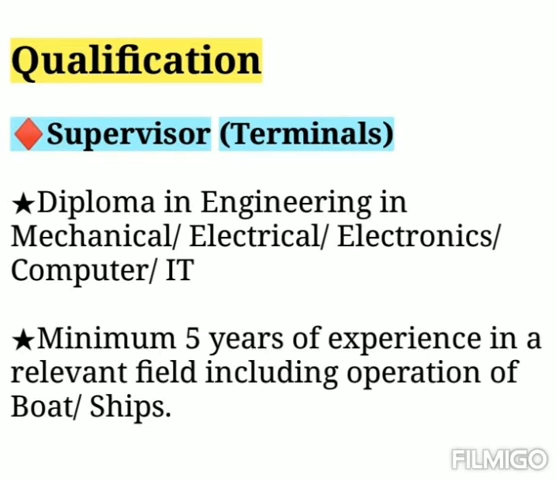 Qualification
♦Supervisor (Terminals)
★Diploma in Engineering in
Mechanical/ Electrical/ Electronics/
Computer/ IT
★Minimum 5 years of experience in a
relevant field including operation of
Boat/ Ships.
FILMIGO